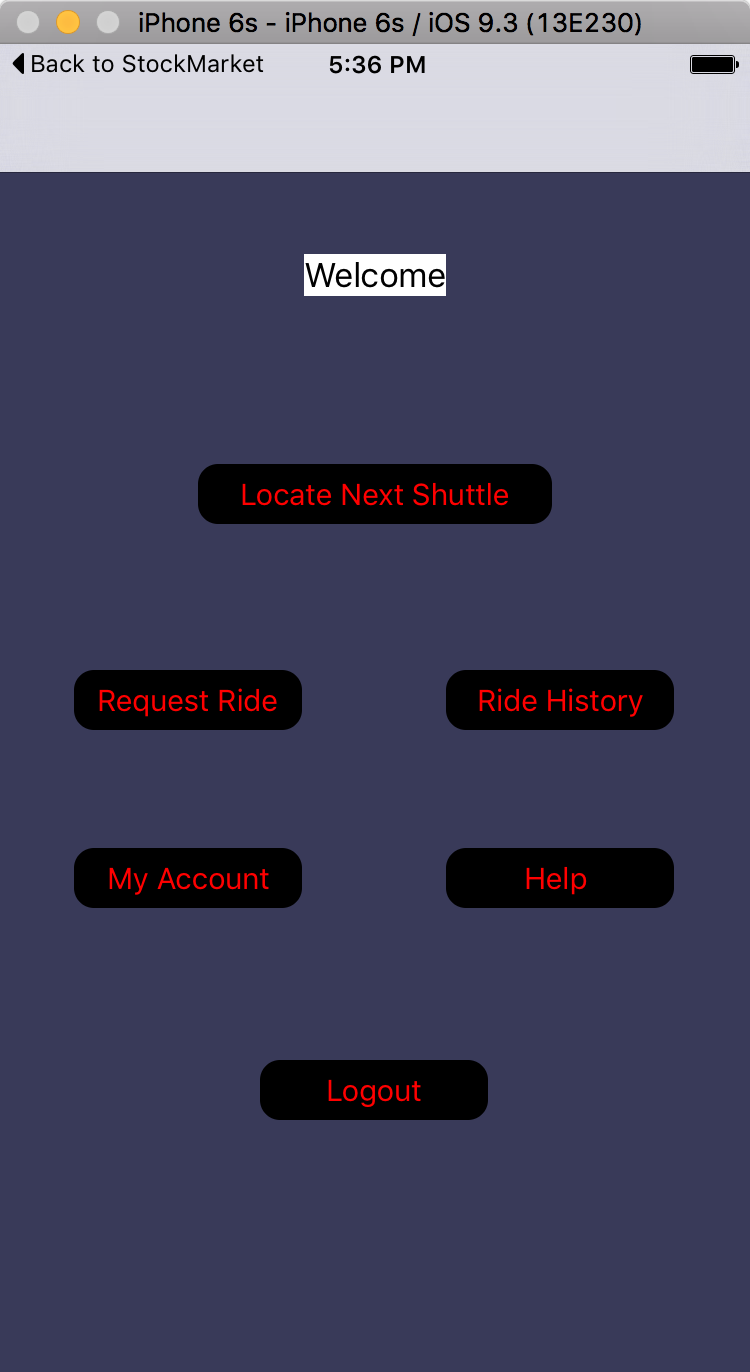 iPhone 6s - iPhone 6s / iOS 9.3 (13E230)
Back to StockMarket 5:36 PM
Welcome
Locate Next Shuttle
Request Ride Ride History
My Account Help
Logout